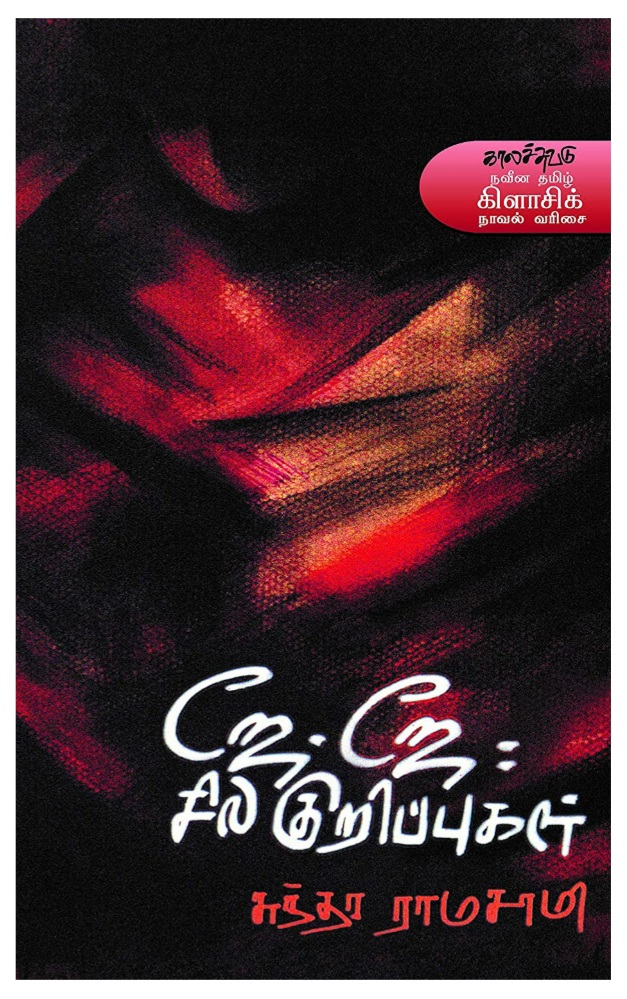 காலச்சுவடு
நவீன தமிழ்
கிளாசிக்
நாவல் வரிசை
ஜே. ஜே :
சில குறிப்புகள்
சுந்தர ராமசாமி